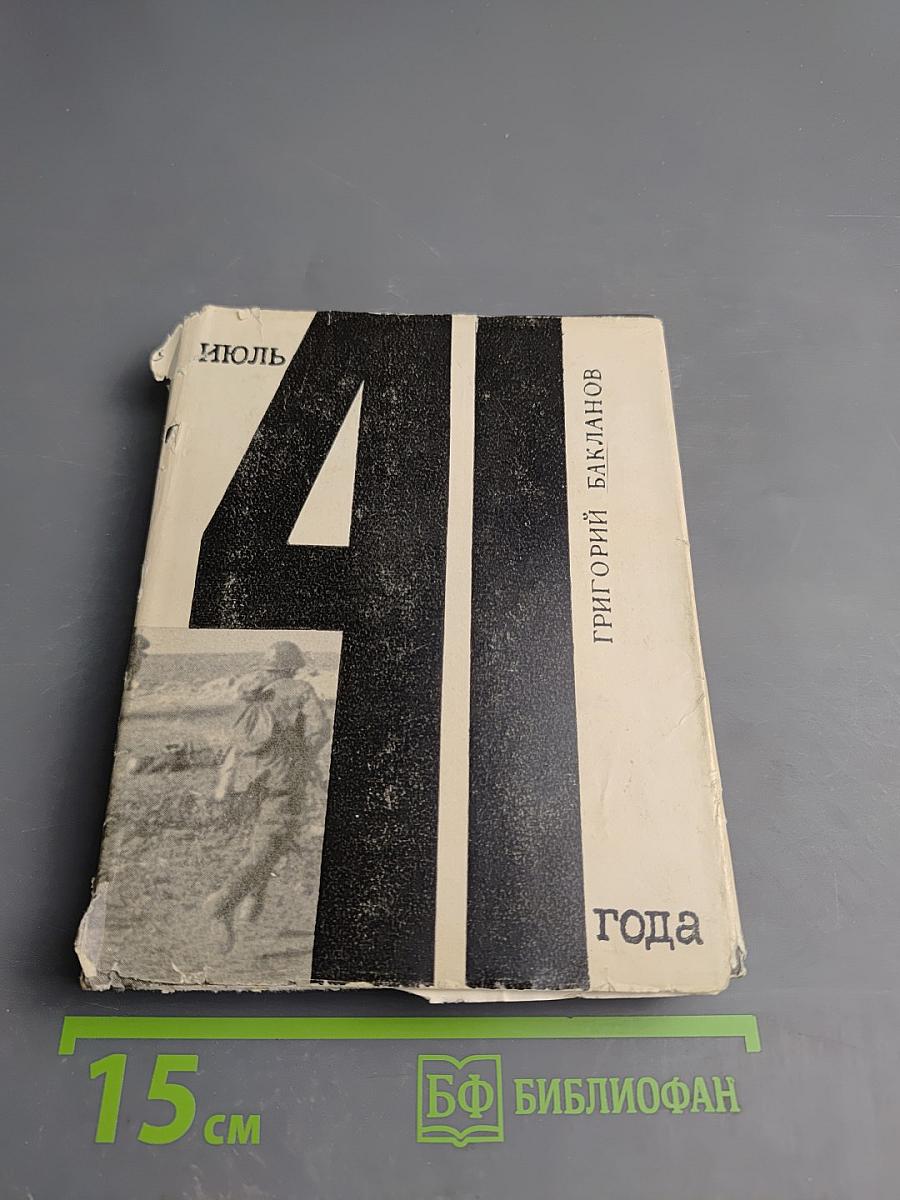 ИЮЛЬ
41
ГРИГОРИЙ БАКЛАНОВ
года
15 см
БФ БИБЛИОФАН